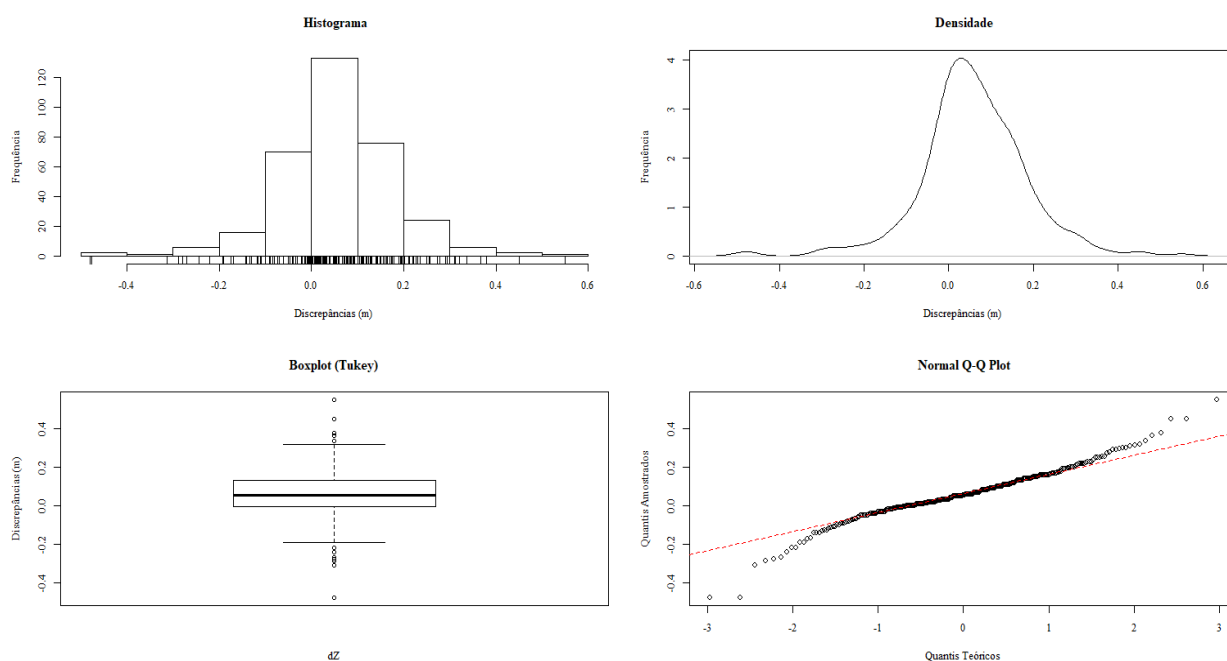 Histograma
Frequência
0 20 40 60 80 100 120
-0.4 -0.2 0.0 0.2 0.4 0.6
Discrepâncias (m)
Densidade
Frequência
0 1 2 3 4
-0.6 -0.4 -0.2 0.0 0.2 0.4 0.6
Discrepâncias (m)
Boxplot (Tukey)
Discrepâncias (m)
-0.4 -0.2 0.0 0.2 0.4
dZ
Normal Q-Q Plot
Quantis Amostrados
-0.4 -0.2 0.0 0.2 0.4
-3 -2 -1 0 1 2 3
Quantis Teóricos